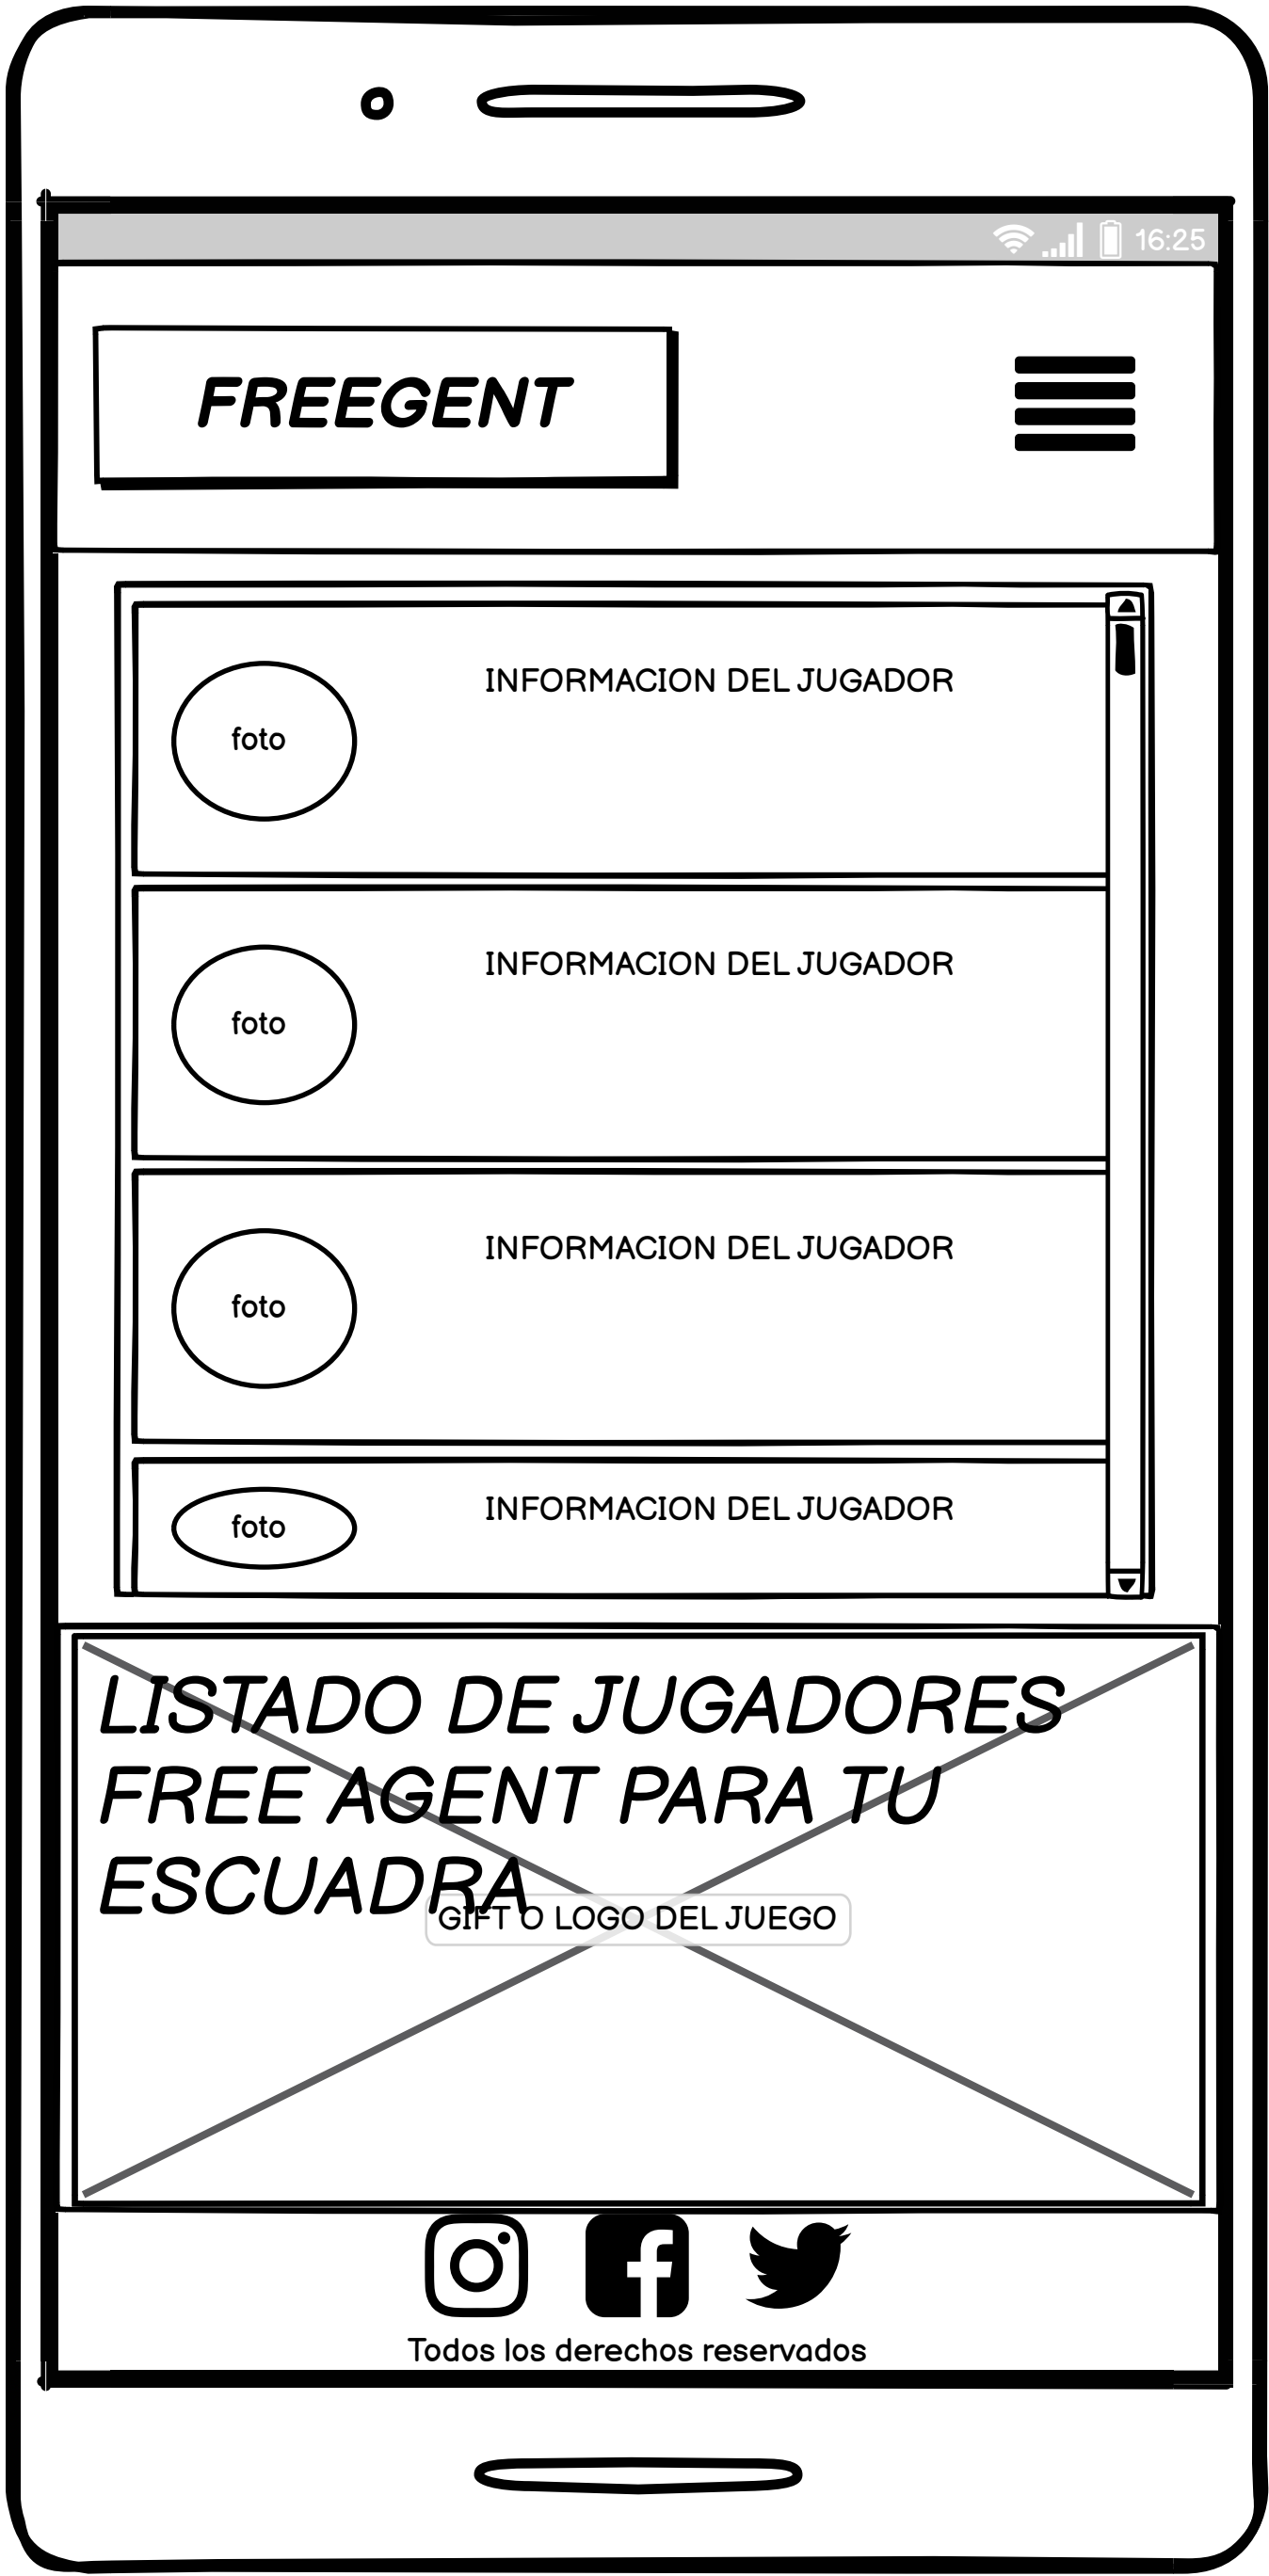 16:25
FREEGENT
INFORMACION DEL JUGADOR
foto
INFORMACION DEL JUGADOR
foto
INFORMACION DEL JUGADOR
foto
INFORMACION DEL JUGADOR
foto
LISTADO DE JUGADORES
FREE AGENT PARA TU
ESCUADRA
GIFT O LOGO DEL JUEGO
Todos los derechos reservados